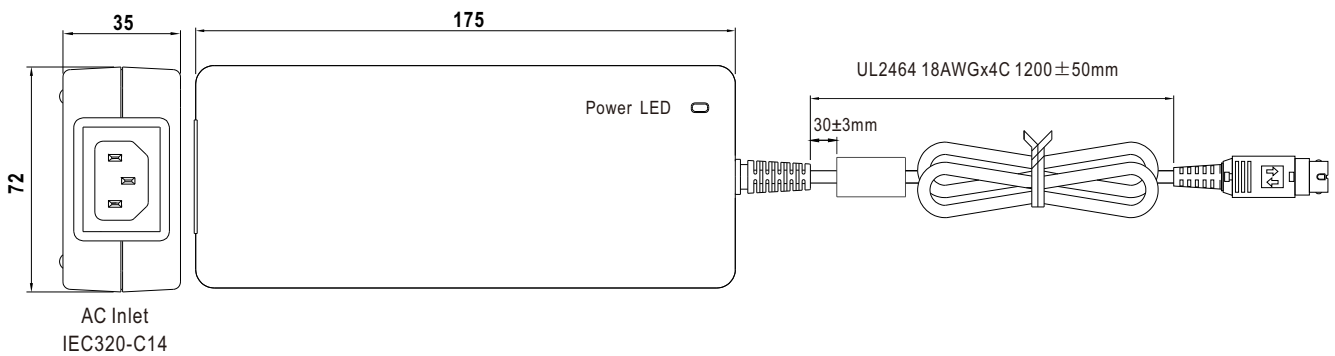 35
175
UL2464 18AWGx4C 1200±50mm
Power LED
30±3mm
72
AC Inlet
IEC320-C14